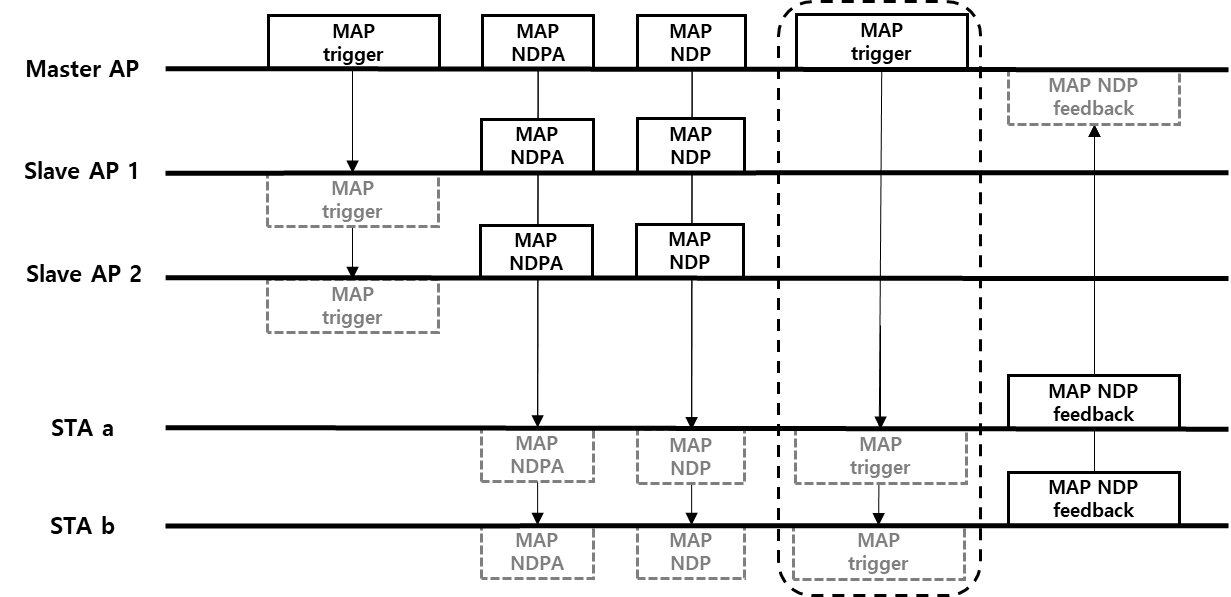 MAP
trigger
MAP
NDPA
MAP
NDP
MAP
trigger
Master AP
MAP NDP
feedback
MAP
NDPA
MAP
NDP
Slave AP 1
MAP
trigger
MAP
NDPA
MAP
NDP
Slave AP 2
MAP
trigger
MAP NDP
feedback
STA a
MAP
NDPA
MAP
NDP
MAP
trigger
MAP NDP
feedback
STA b
MAP
NDPA
MAP
NDP
MAP
trigger